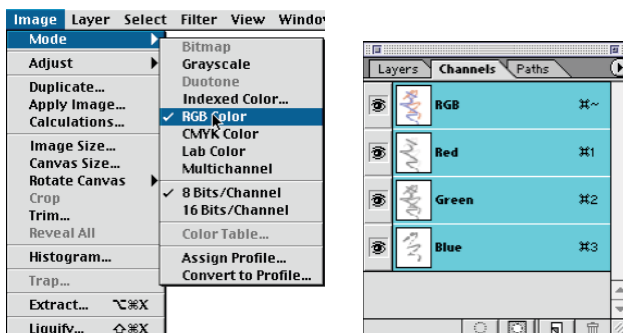 Image Layer Select Filter View Window
Mode
Adjust
Duplicate...
Apply Image...
Calculations...
Image Size...
Canvas Size...
Rotate Canvas
Crop
Trim...
Reveal All
Histogram...
Trap...
Extract... ⌥⌘X
Liquify... ⇧⌘X
Bitmap
Grayscale
Duotone
Indexed Color...
✓ RGB Color
CMYK Color
Lab Color
Multichannel
✓ 8 Bits/Channel
16 Bits/Channel
Color Table...
Assign Profile...
Convert to Profile...
Layers Channels Paths
RGB ⌘~
Red ⌘1
Green ⌘2
Blue ⌘3